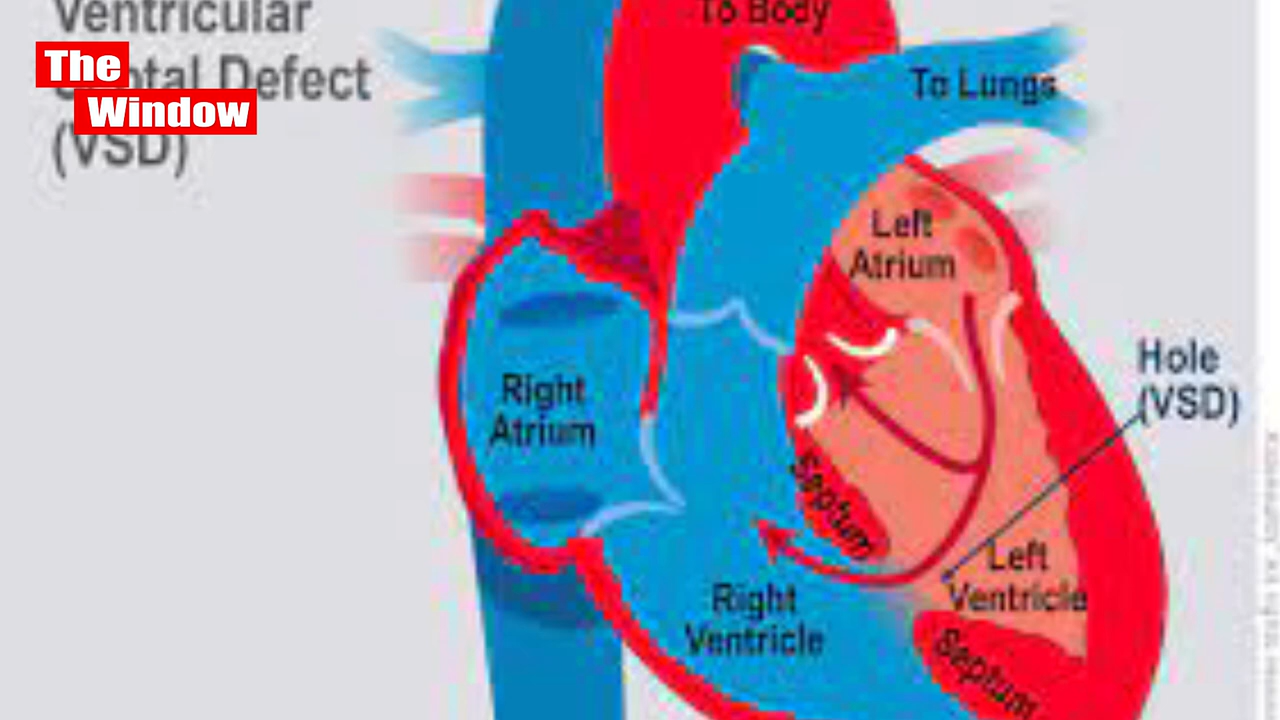 Ventricular
The
Defect
Window
(VSD)
To Body
To Lungs
Left
Atrium
Hole
(VSD)
Right
Atrium
Septum
Left
Ventricle
Right
Ventricle
Septum